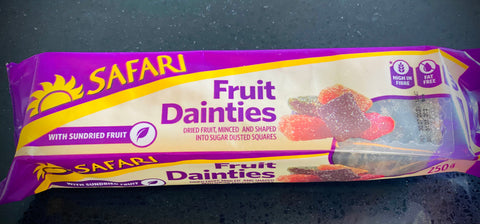 SAFARI
Fruit
Dainties
DRIED FRUIT, MINCED AND SHAPED
INTO SUGAR DUSTED SQUARES
HIGH IN
FIBRE
FAT
FREE
WITH SUNDRIED FRUIT
SAFARI
Fruit
Dainties
WITH SUNDRIED FRUIT
250g